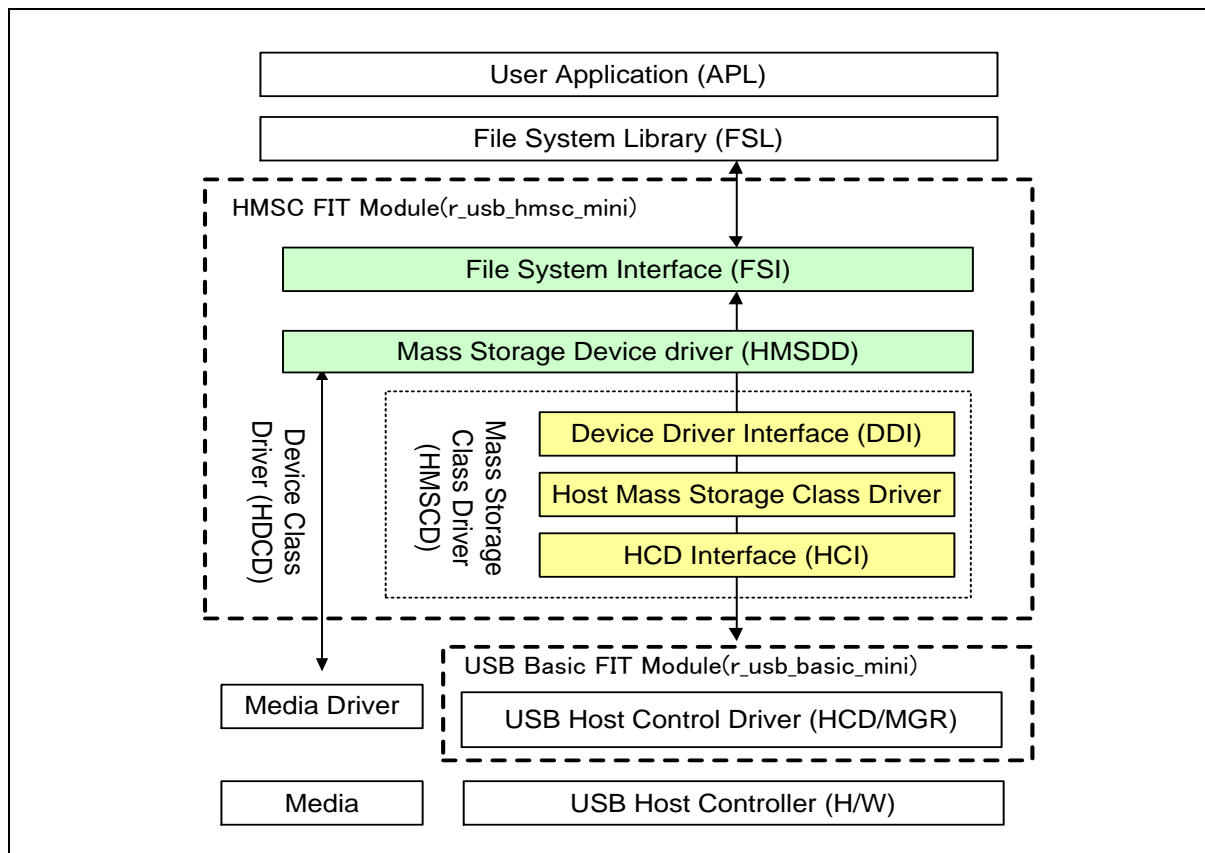 User Application (APL)
File System Library (FSL)
HMSC FIT Module(r_usb_hmsc_mini)
File System Interface (FSI)
Mass Storage Device driver (HMSDD)
Device Class
Driver (HDCD)
Mass Storage
Class Driver
(HMSCD)
Device Driver Interface (DDI)
Host Mass Storage Class Driver
HCD Interface (HCI)
USB Basic FIT Module(r_usb_basic_mini)
Media Driver
USB Host Control Driver (HCD/MGR)
Media
USB Host Controller (H/W)